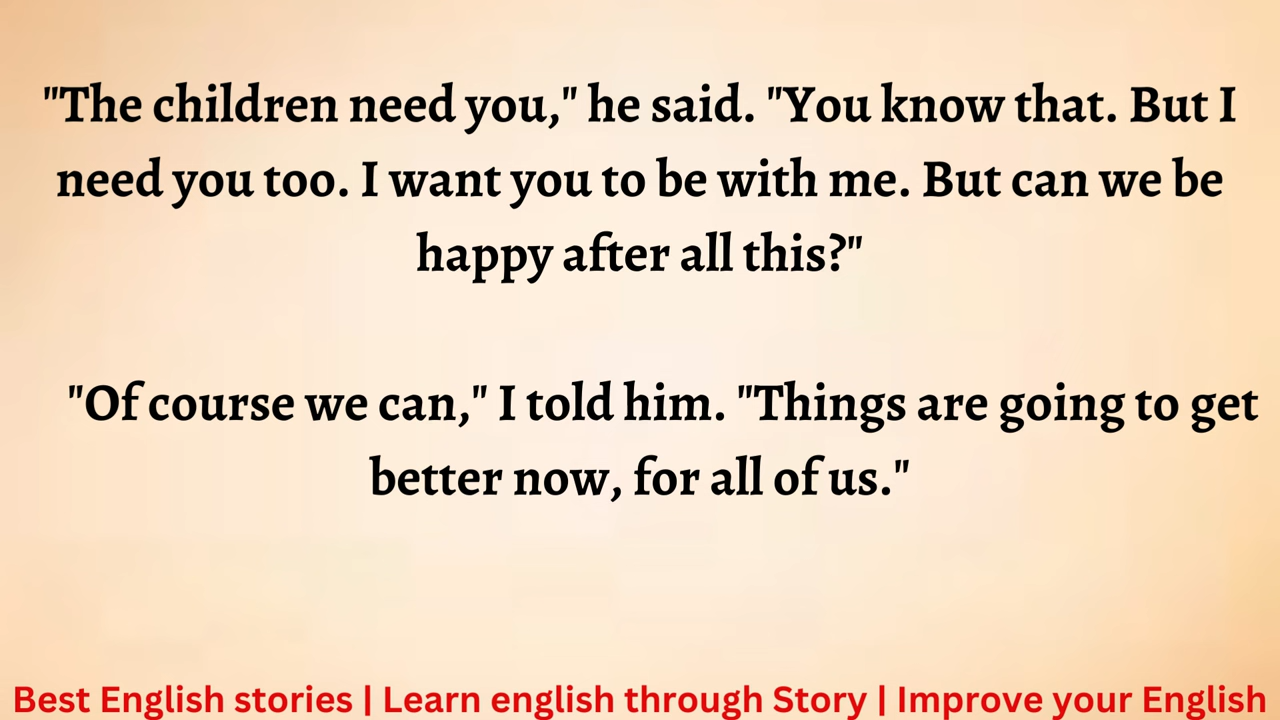 "The children need you," he said. "You know that. But I
need you too. I want you to be with me. But can we be
happy after all this?"
"Of course we can," I told him. "Things are going to get
better now, for all of us."
Best English stories | Learn english through Story | Improve your English